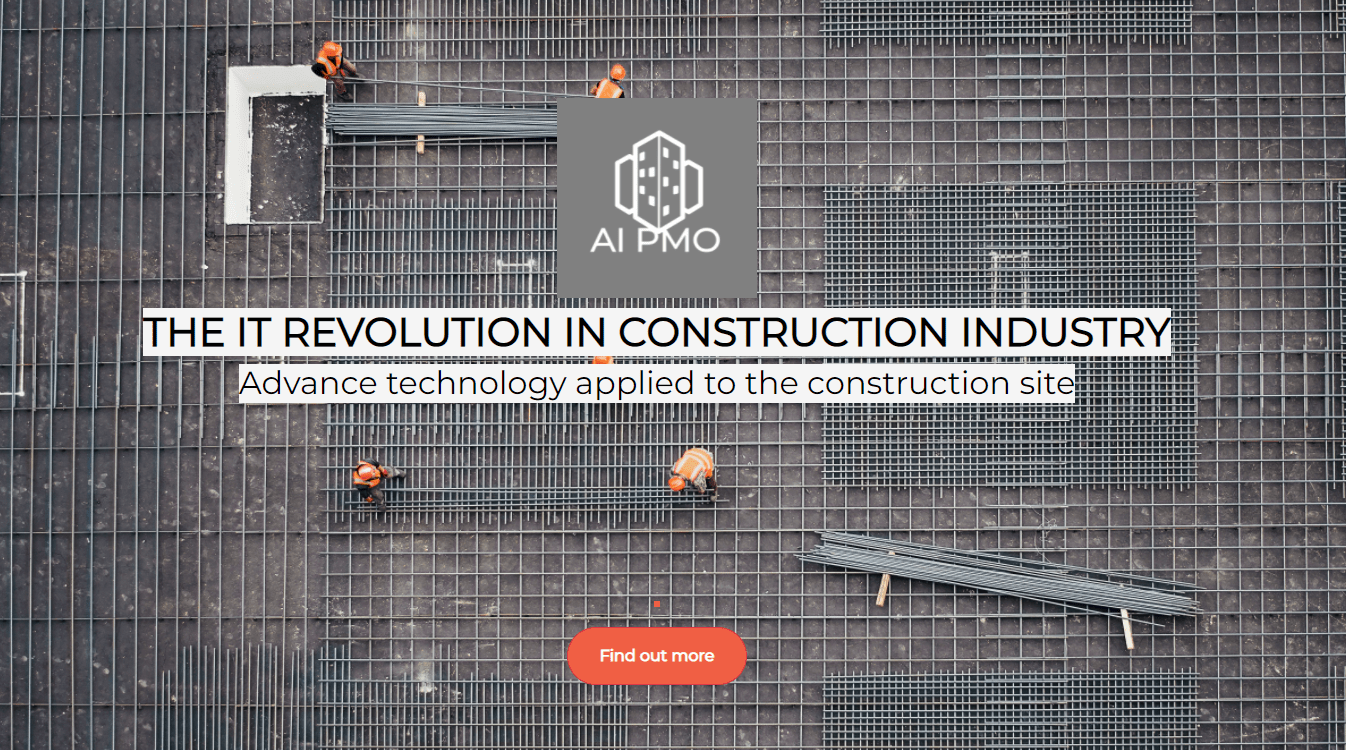 AI PMO
THE IT REVOLUTION IN CONSTRUCTION INDUSTRY
Advance technology applied to the construction site
Find out more